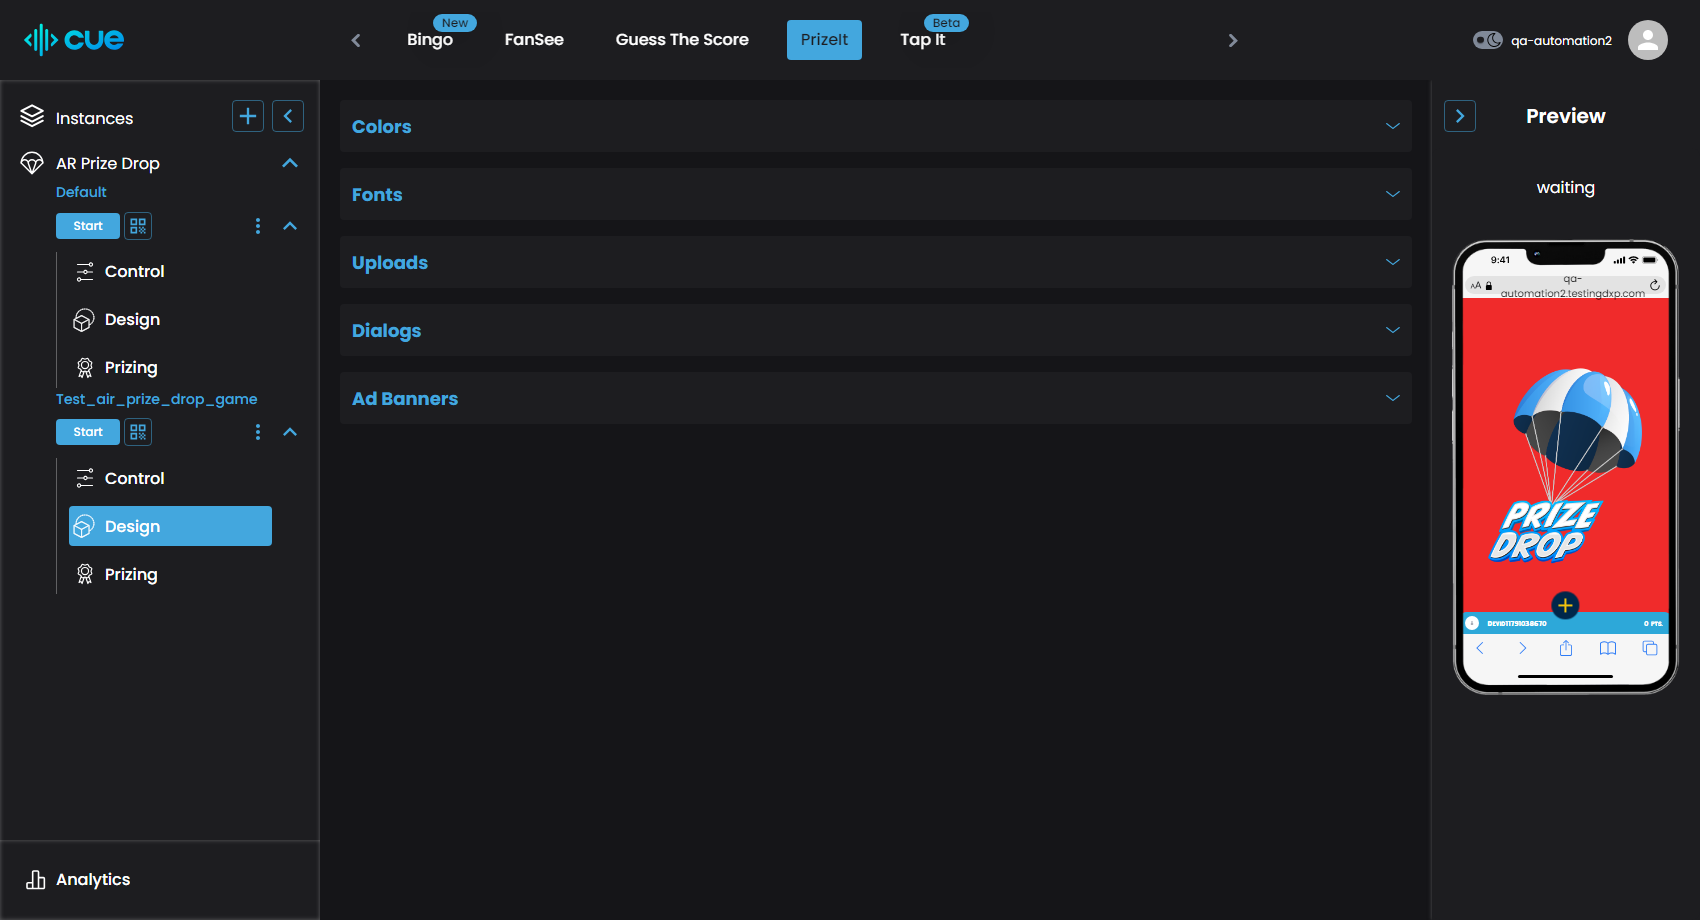 cue
New
Bingo
FanSee
Guess The Score
PrizeIt
Beta
Tap It
qa-automation2
Instances
AR Prize Drop
Default
Start
Control
Design
Prizing
Test_air_prize_drop_game
Start
Control
Design
Prizing
Analytics
Colors
Fonts
Uploads
Dialogs
Ad Banners
Preview
waiting
9:41
AA
qa-
automation2.testingdxp.com
PRIZE
DROP
0 PTS.